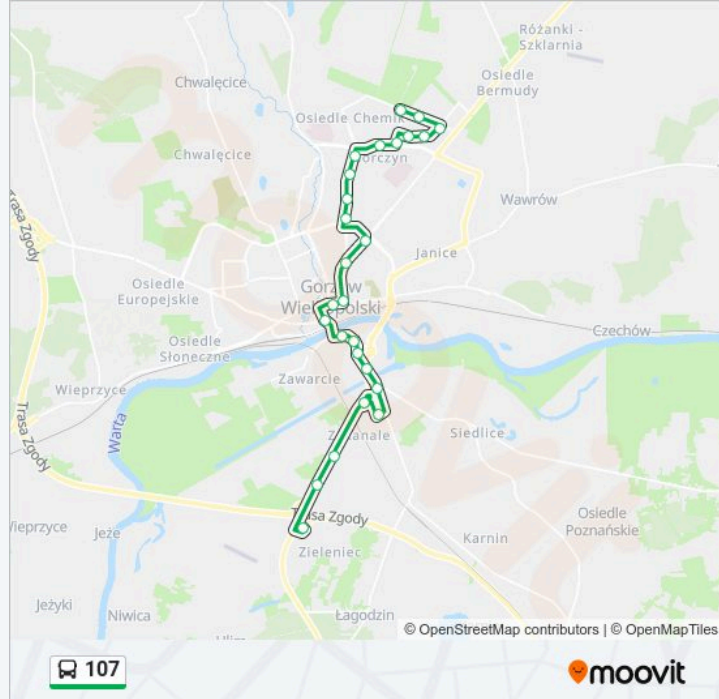 Różanki -
Szklarnia
Osiedle
Bermudy
Chwalęcice
Osiedle Chemik
Chwalęcice
Górczyn
Wawrów
Trasa Zgody
Janice
Osiedle
Europejskie
Gorzów
Wielkopolski
Czechów
Osiedle
Słoneczne
Zawarcie
Wieprzyce
Warta
Trasa Zgody
Siedlice
Zakanale
Trasa Zgody
Osiedle
Poznańskie
Wieprzyce
Jeże
Karnin
Zieleniec
Jeżyki
Niwica
Łagodzin
Ulim
© OpenStreetMap contributors | © OpenMapTiles
107
moovit